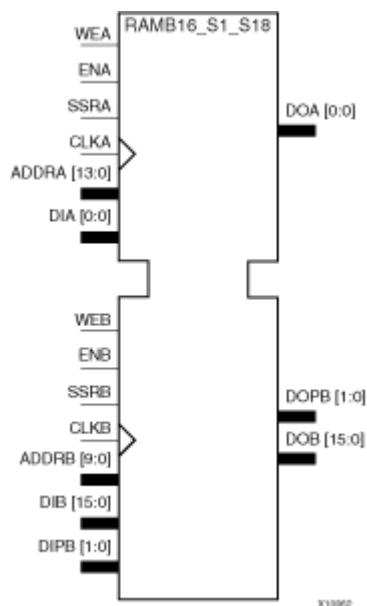 RAMB16_S1_S18
WEA
ENA
SSRA
CLKA
ADDRA [13:0]
DIA [0:0]
DOA [0:0]
WEB
ENB
SSRB
CLKB
ADDRB [9:0]
DIB [15:0]
DIPB [1:0]
DOPB [1:0]
DOB [15:0]